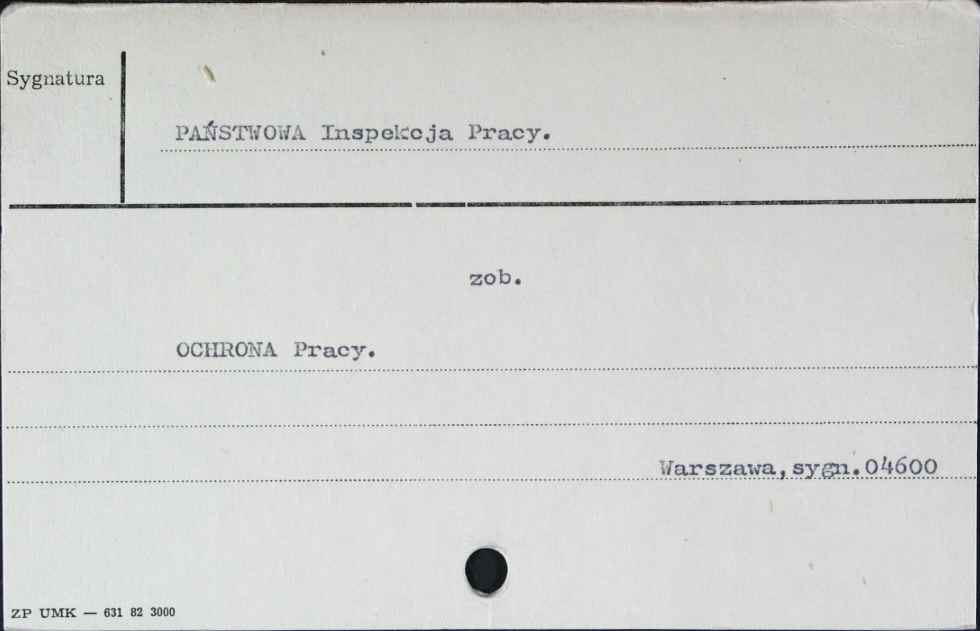 Sygnatura
PAŃSTWOWA Inspekcja Pracy.
zob.
OCHRONA Pracy.
Warszawa,sygn.04600
ZP UMK — 631 82 3000